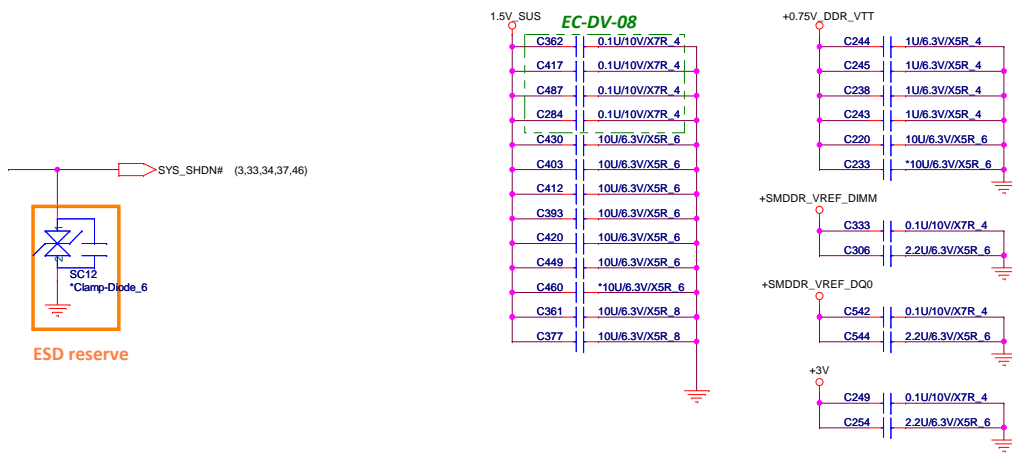 SYS_SHDN# (3,33,34,37,46)
1
2
SC12
*Clamp-Diode_6
ESD reserve
1.5V_SUS
EC-DV-08
C362 0.1U/10V/X7R_4
C417 0.1U/10V/X7R_4
C487 0.1U/10V/X7R_4
C284 0.1U/10V/X7R_4
C430 10U/6.3V/X5R_6
C403 10U/6.3V/X5R_6
C412 10U/6.3V/X5R_6
C393 10U/6.3V/X5R_6
C420 10U/6.3V/X5R_6
C449 10U/6.3V/X5R_6
C460 *10U/6.3V/X5R_6
C361 10U/6.3V/X5R_8
C377 10U/6.3V/X5R_8
+0.75V_DDR_VTT
C244 1U/6.3V/X5R_4
C245 1U/6.3V/X5R_4
C238 1U/6.3V/X5R_4
C243 1U/6.3V/X5R_4
C220 10U/6.3V/X5R_6
C233 *10U/6.3V/X5R_6
+SMDDR_VREF_DIMM
C333 0.1U/10V/X7R_4
C306 2.2U/6.3V/X5R_6
+SMDDR_VREF_DQ0
C542 0.1U/10V/X7R_4
C544 2.2U/6.3V/X5R_6
+3V
C249 0.1U/10V/X7R_4
C254 2.2U/6.3V/X5R_6